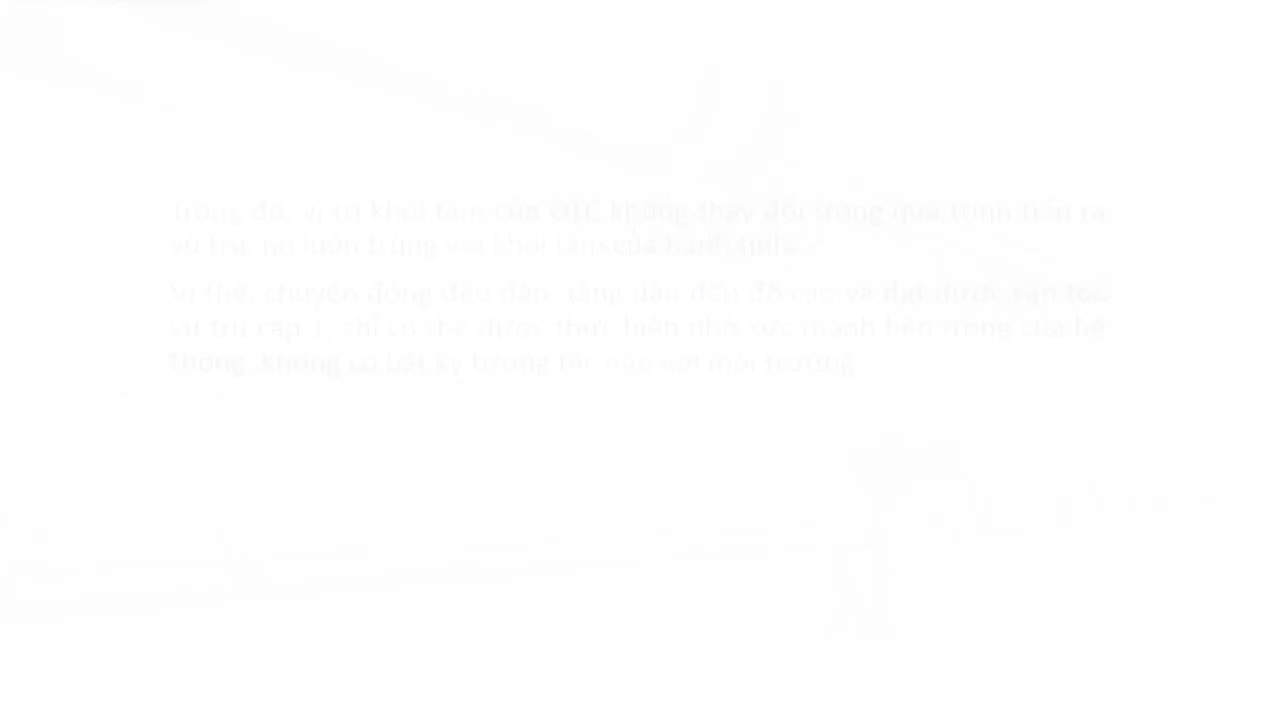 Trong đó, vị trí khối tâm của OTC không thay đổi trong quá trình tiến ra
vũ trụ, nó luôn trùng với khối tâm của hành tinh.
Vì thế, chuyển động đều dần, tăng dần đến độ cao và đạt được vận tốc
vũ trụ cấp 1, chỉ có thể được thực hiện nhờ sức mạnh bên trong của hệ
thống, không có bất kỳ tương tác nào với môi trường